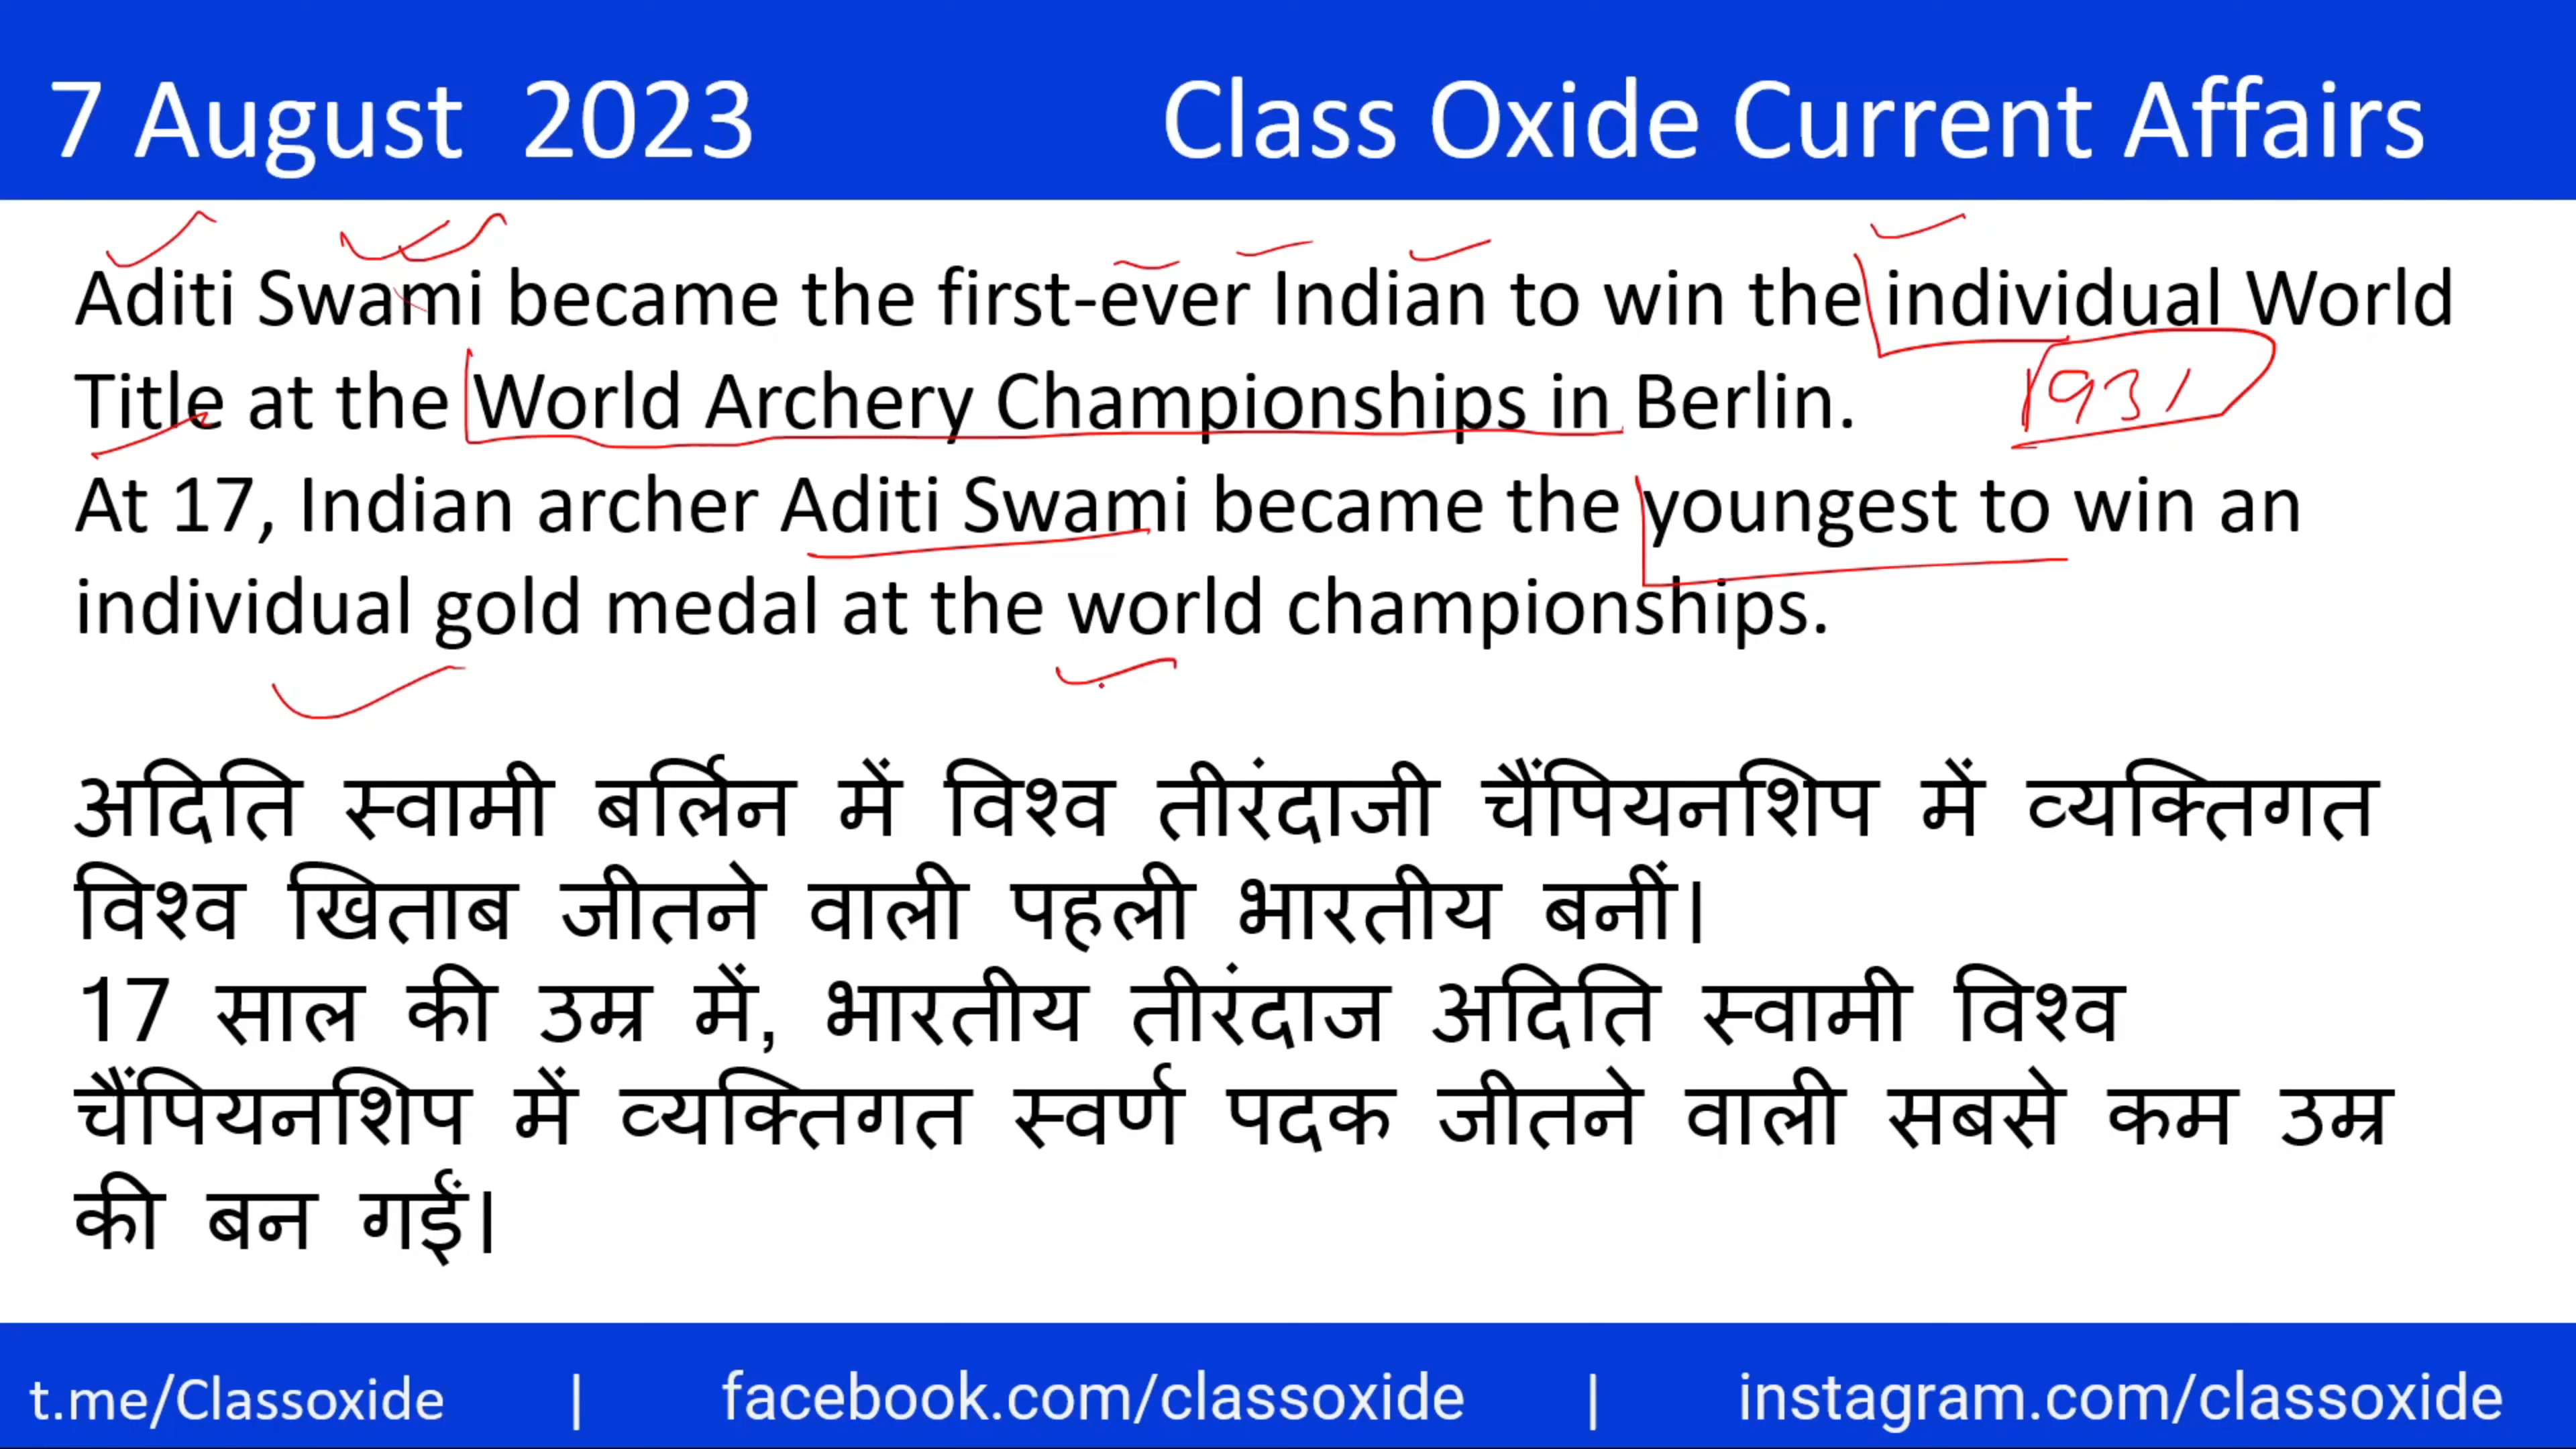 7 August 2023 Class Oxide Current Affairs
Aditi Swami became the first-ever Indian to win the individual World
Title at the World Archery Championships in Berlin. 1931
At 17, Indian archer Aditi Swami became the youngest to win an
individual gold medal at the world championships.
अदिति स्वामी बर्लिन में विश्व तीरंदाजी चैंपियनशिप में व्यक्तिगत
विश्व खिताब जीतने वाली पहली भारतीय बनीं।
17 साल की उम्र में, भारतीय तीरंदाज अदिति स्वामी विश्व
चैंपियनशिप में व्यक्तिगत स्वर्ण पदक जीतने वाली सबसे कम उम्र
की बन गईं।
t.me/Classoxide | facebook.com/classoxide | instagram.com/classoxide